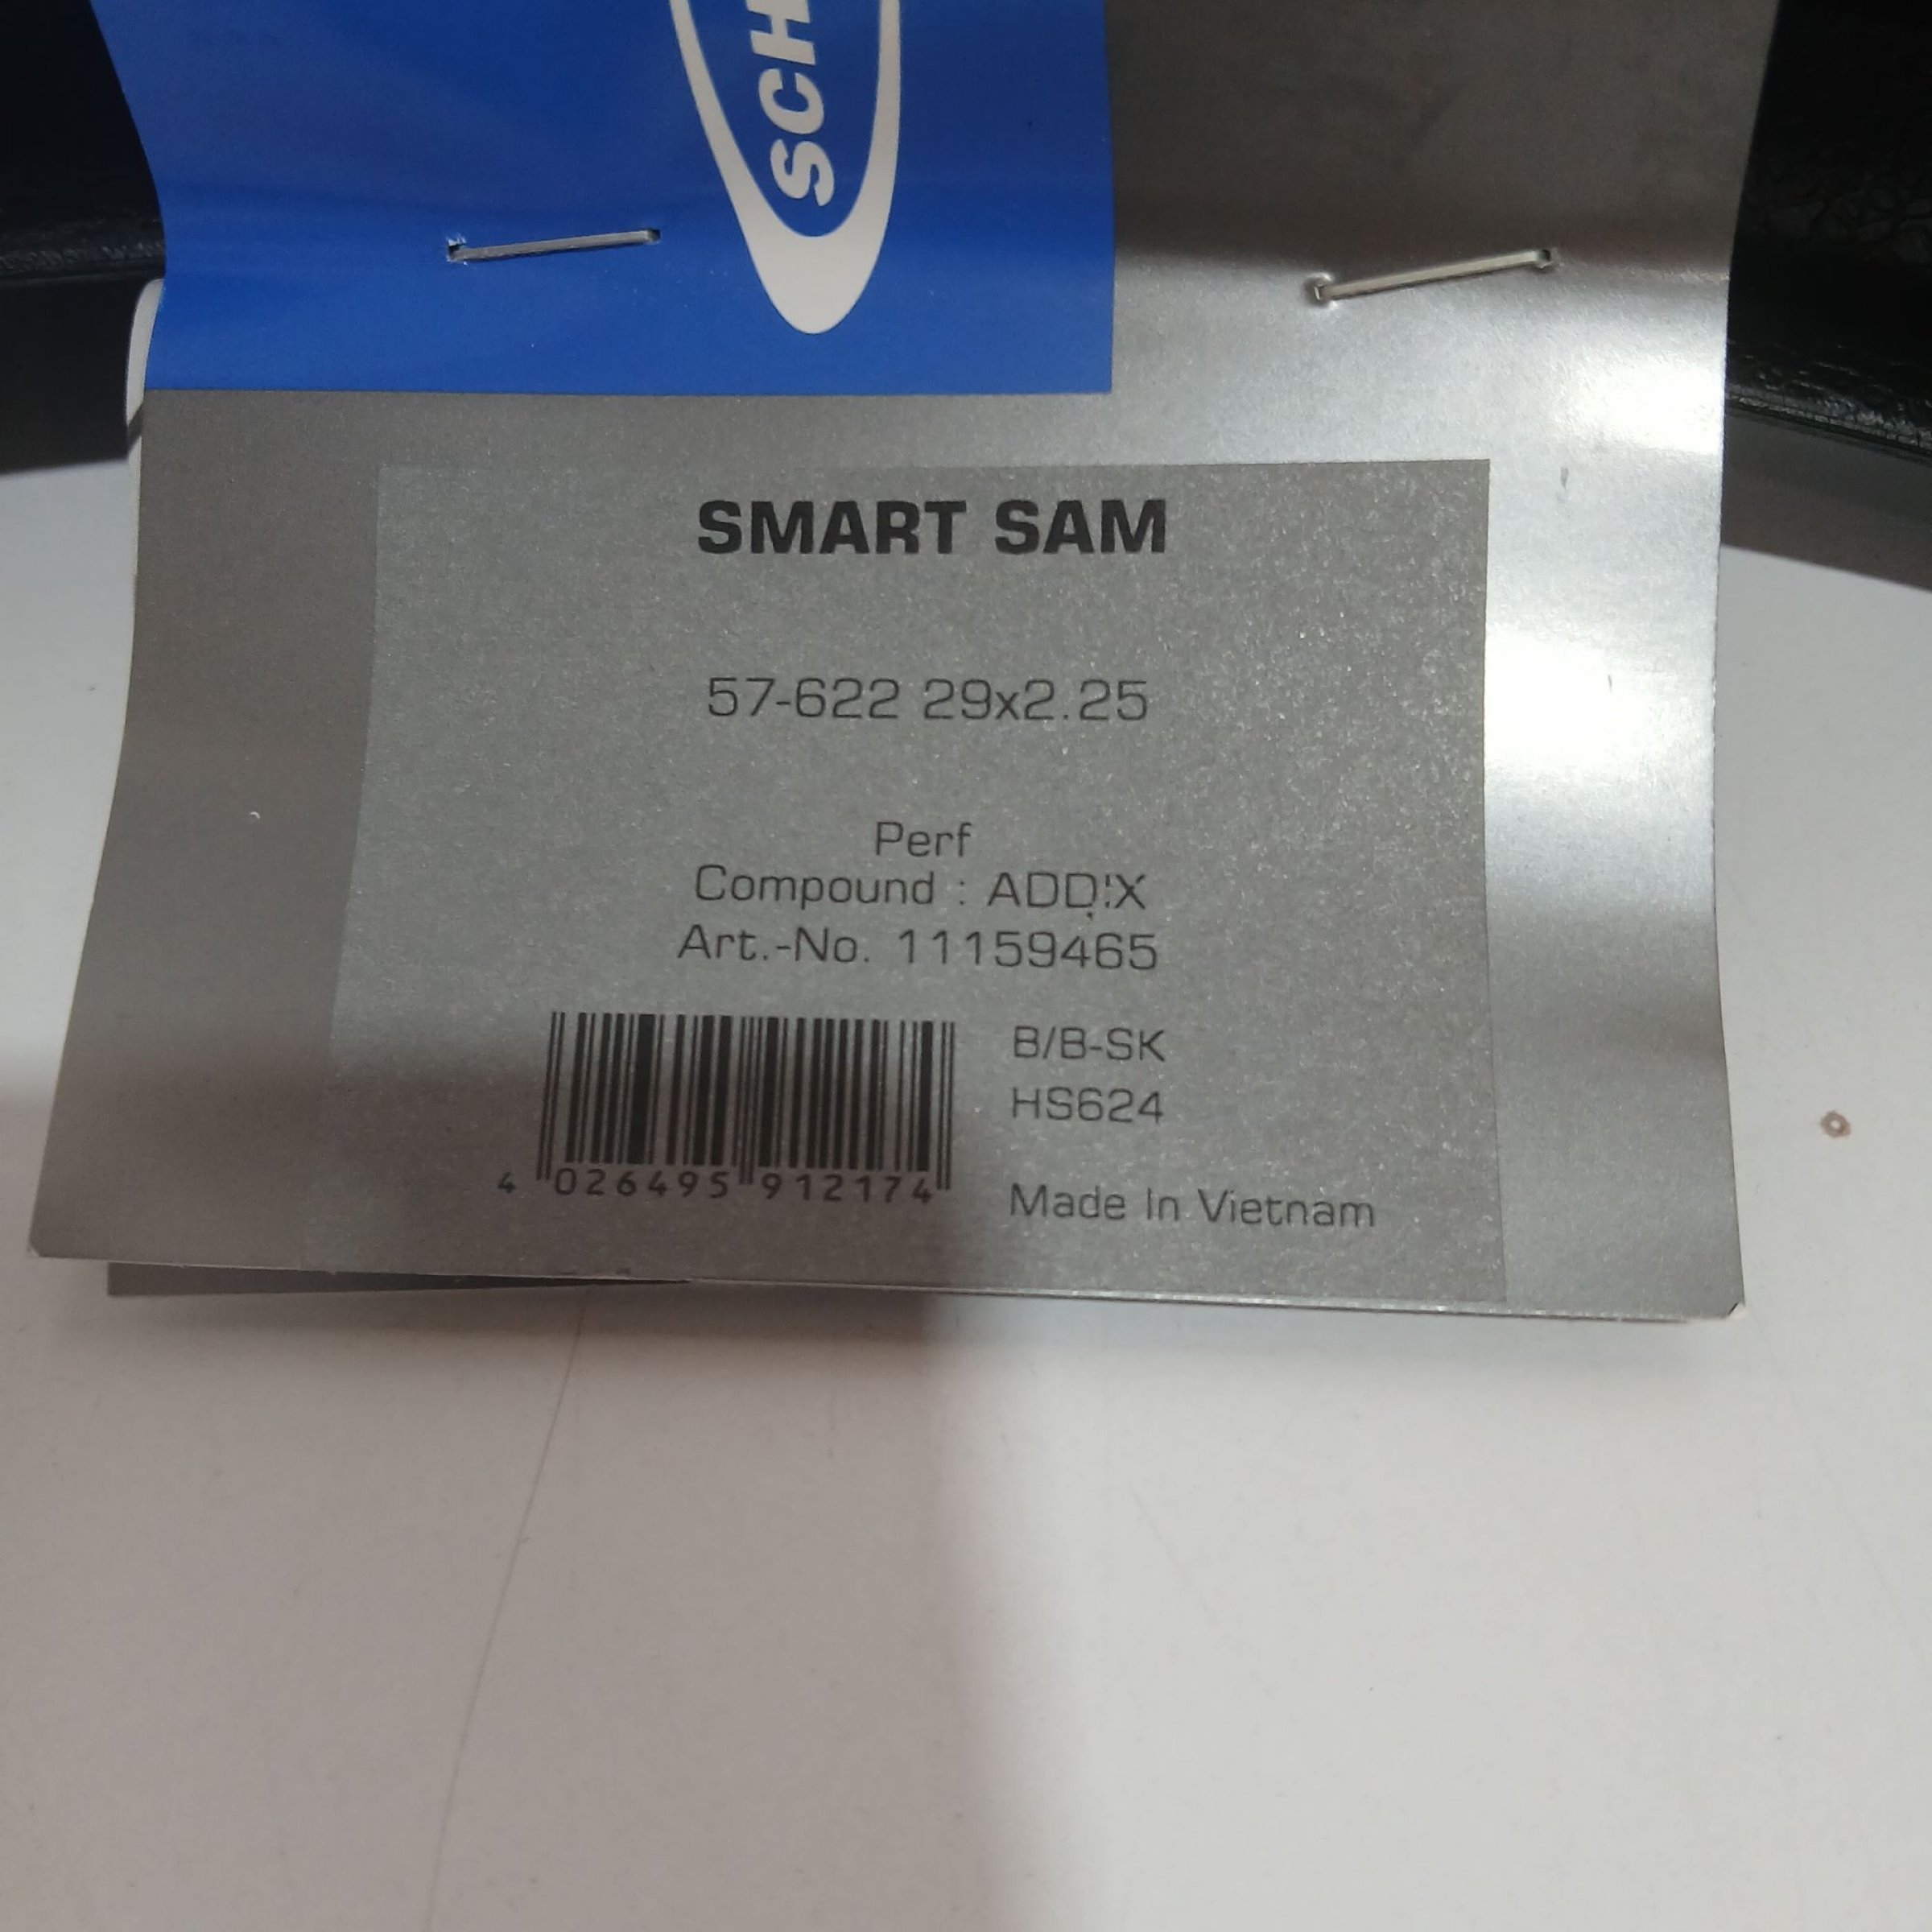 SCH
SMART SAM
57-622 29x2.25
Perf
Compound : ADDIX
Art.-No. 11159465
B/B-SK
HS624
4 026495 912174
Made In Vietnam